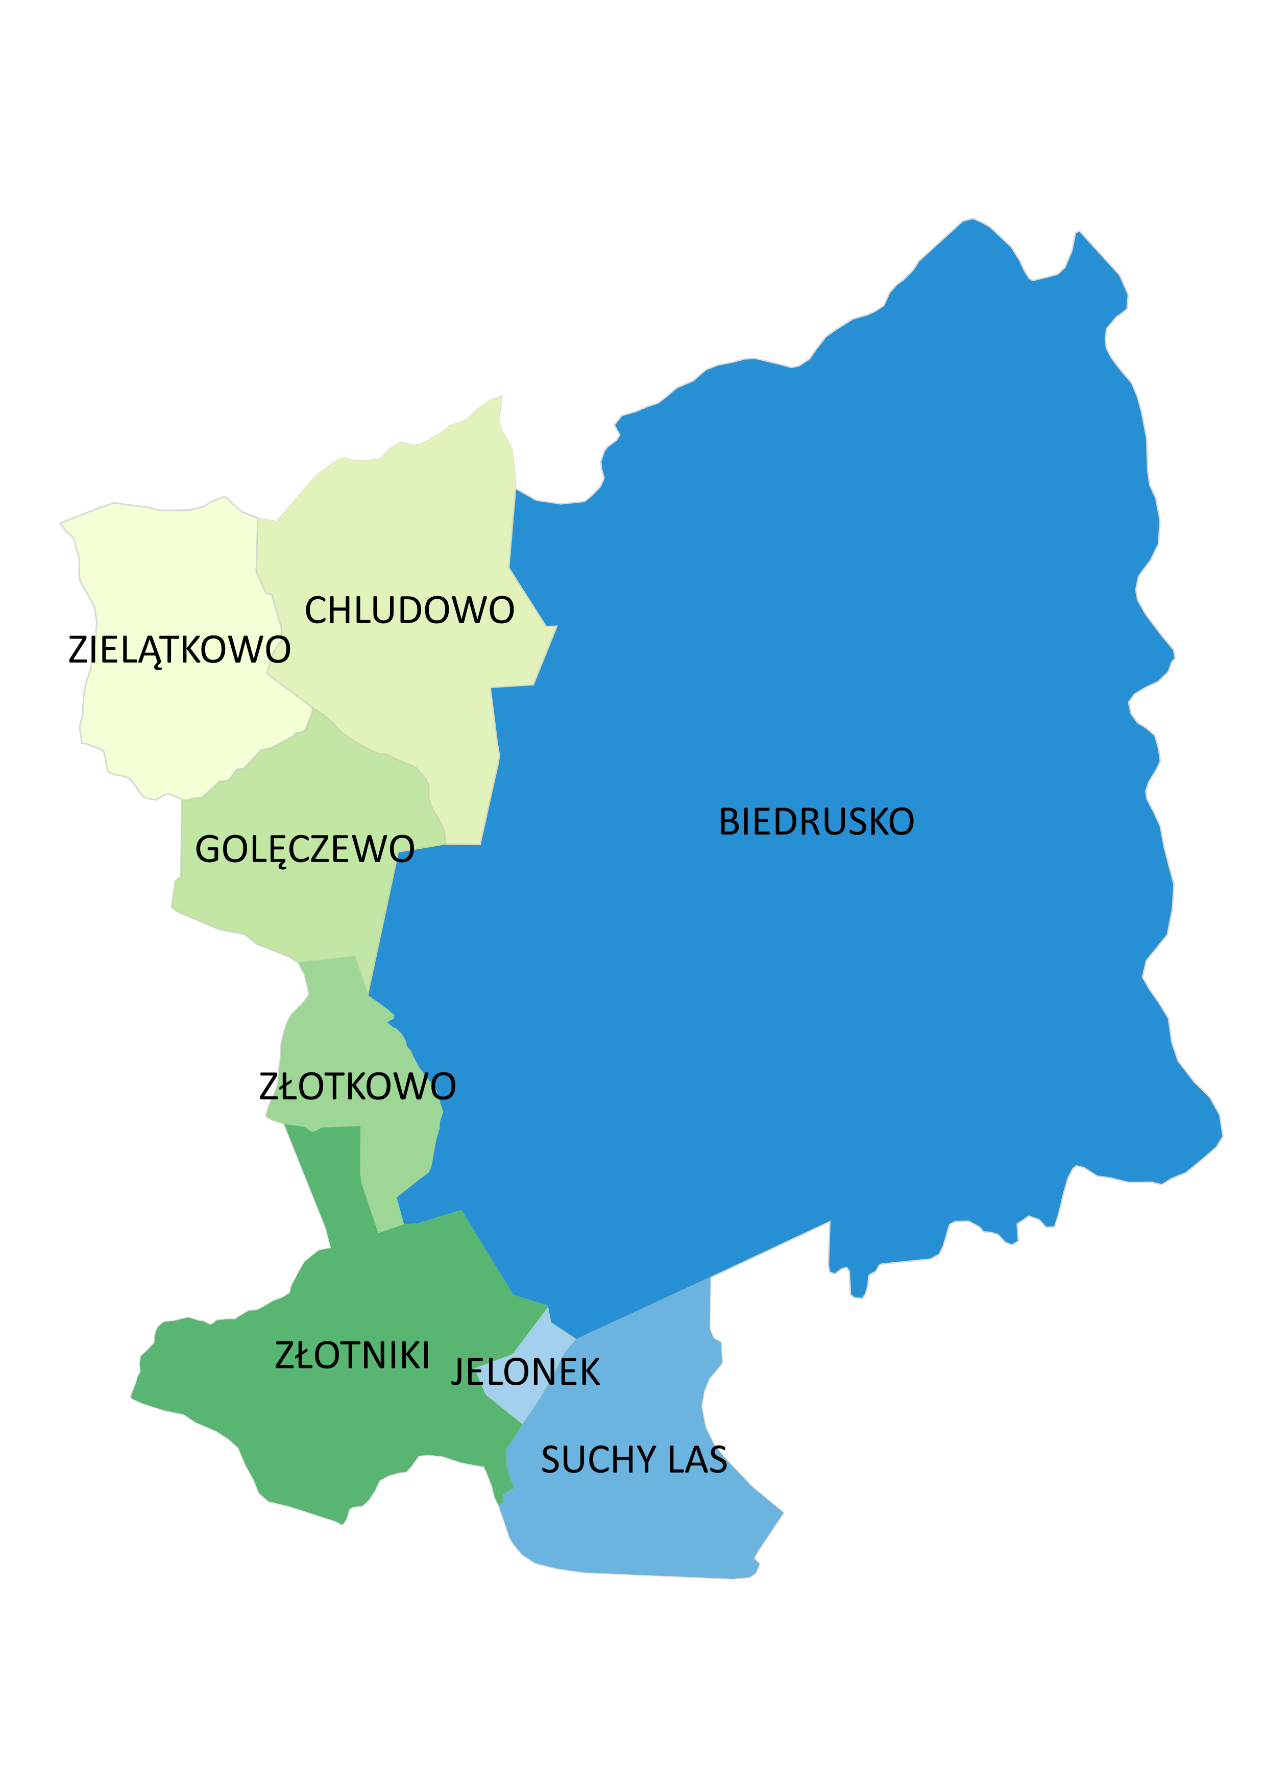 CHLUDOWO
ZIELĄTKOWO
BIEDRUSKO
GOLĘCZEWO
ZŁOTKOWO
ZŁOTNIKI
JELONEK
SUCHY LAS